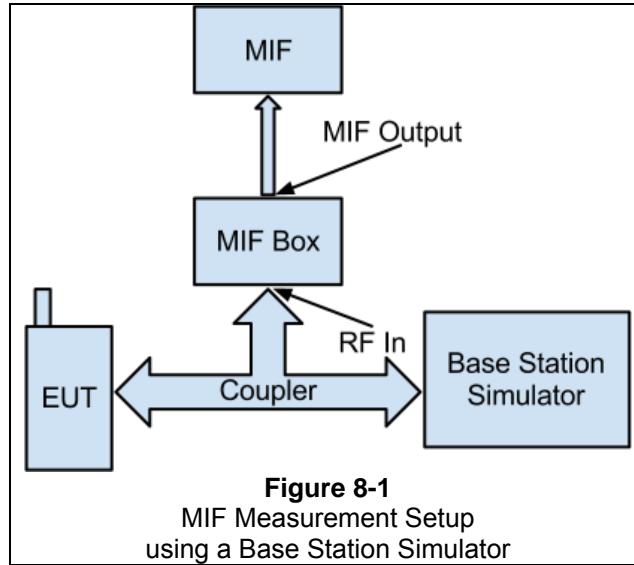 MIF
MIF Output
MIF Box
RF In
EUT
Coupler
Base Station
Simulator
Figure 8-1
MIF Measurement Setup
using a Base Station Simulator